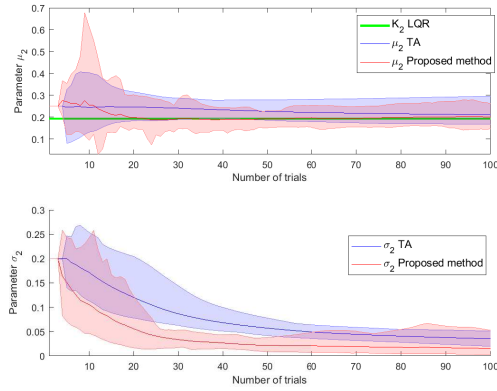 0.7
0.6
0.5
0.4
0.3
0.2
0.1
Parameter μ₂
K₂ LQR
μ₂ TA
μ₂ Proposed method
10 20 30 40 50 60 70 80 90 100
Number of trials
0.3
0.25
0.2
0.15
0.1
0.05
0
Parameter σ₂
σ₂ TA
σ₂ Proposed method
10 20 30 40 50 60 70 80 90 100
Number of trials